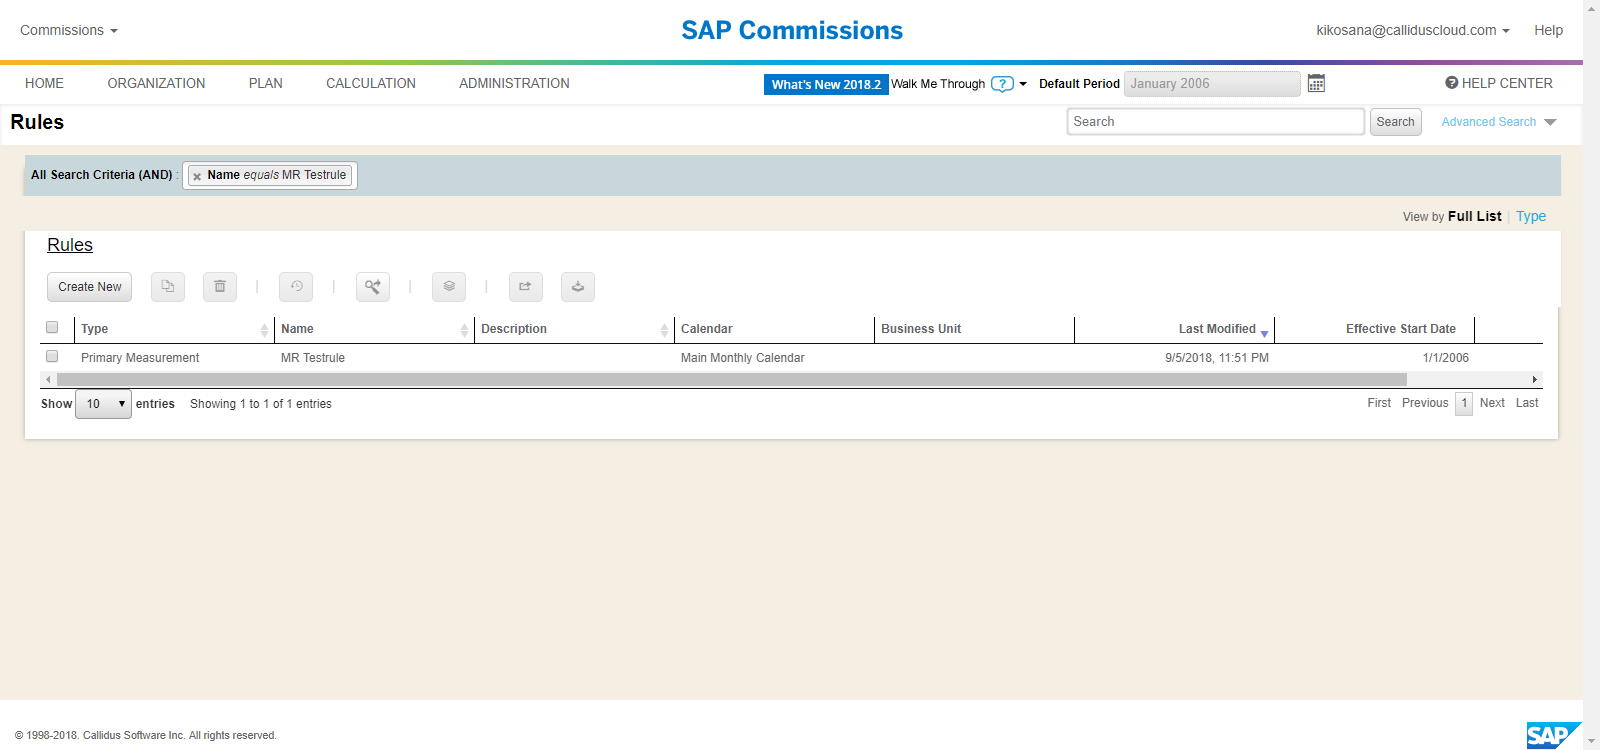 Commissions
SAP Commissions
kikosana@calliduscloud.com
Help
HOME ORGANIZATION PLAN CALCULATION ADMINISTRATION
What's New 2018.2 Walk Me Through ? Default Period January 2006
HELP CENTER
Rules
Search Search Advanced Search
All Search Criteria (AND) : Name equals MR Testrule
View by Full List | Type
Rules
Create New
Type Name Description Calendar Business Unit Last Modified Effective Start Date
Primary Measurement MR Testrule Main Monthly Calendar 9/5/2018, 11:51 PM 1/1/2006
Show 10 entries Showing 1 to 1 of 1 entries First Previous 1 Next Last
© 1998-2018. Callidus Software Inc. All rights reserved.
SAP